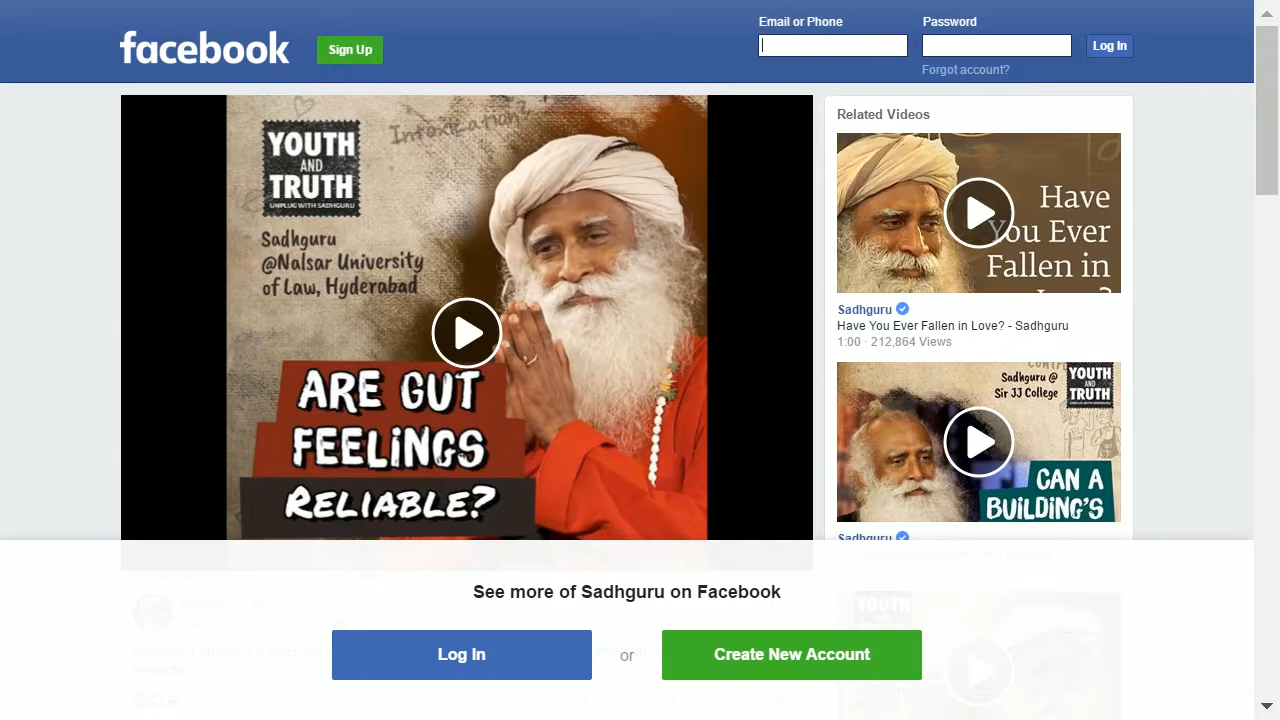 facebook
Sign Up
Email or Phone
Password
Log In
Forgot account?
YOUTH
AND
TRUTH
UNPLUG WITH SADHGURU
Intoxication?
Sadhguru
@Nalsar University
of Law, Hyderabad
ARE GUT
FEELINGS
RELIABLE?
Related Videos
Have
You Ever
Fallen in
Sadhguru
Have You Ever Fallen in Love? - Sadhguru
1:00 · 212,864 Views
Sadhguru @
Sir JJ College
YOUTH
AND
TRUTH
CAN A
BUILDING'S
Sadhguru
See more of Sadhguru on Facebook
Log In
or
Create New Account
YOUTH